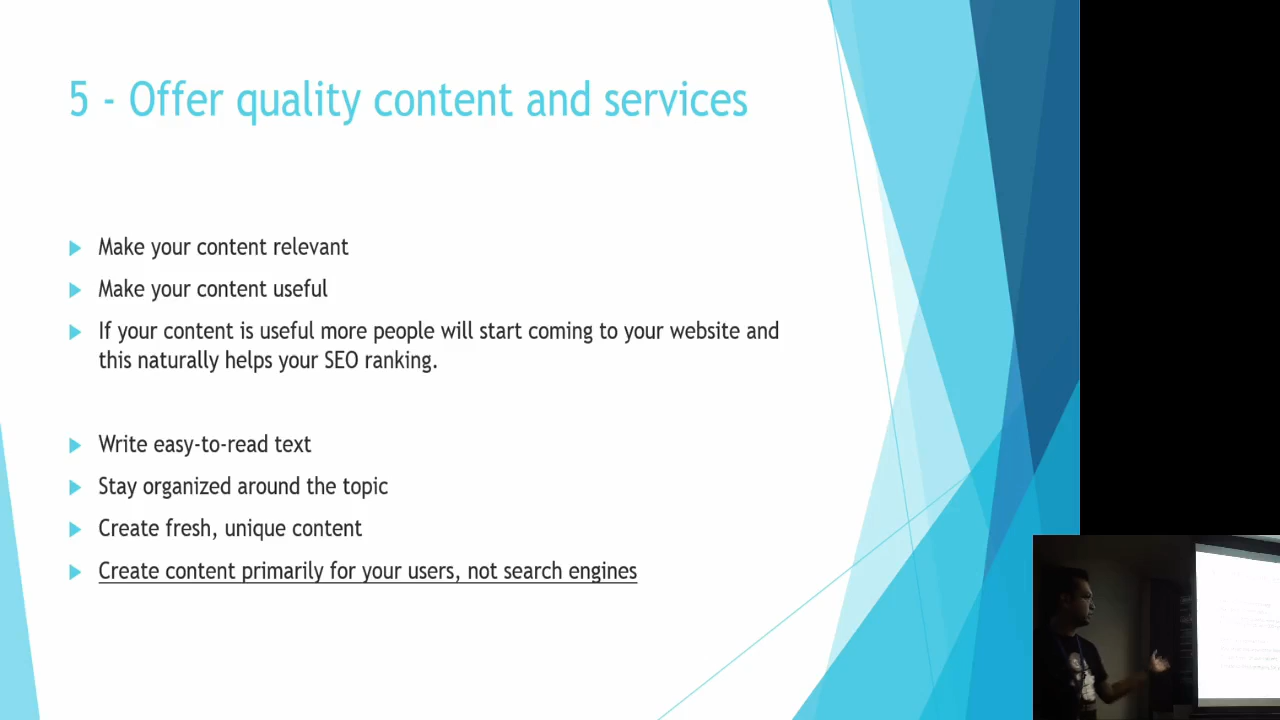 5 - Offer quality content and services
Make your content relevant
Make your content useful
If your content is useful more people will start coming to your website and
this naturally helps your SEO ranking.
Write easy-to-read text
Stay organized around the topic
Create fresh, unique content
Create content primarily for your users, not search engines